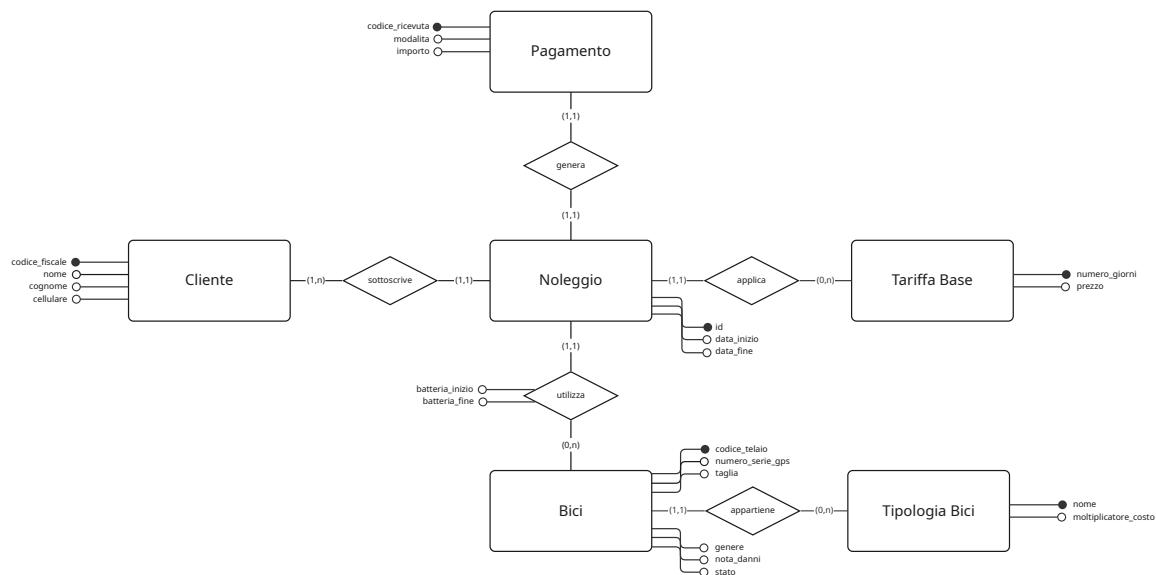 codice_ricevuta
modalita
importo
Pagamento
(1,1)
genera
(1,1)
codice_fiscale
nome
cognome
cellulare
Cliente
(1,n)
sottoscrive
(1,1)
Noleggio
(1,1)
applica
(0,n)
Tariffa Base
numero_giorni
prezzo
id
data_inizio
data_fine
(1,1)
batteria_inizio
batteria_fine
utilizza
(0,n)
codice_telaio
numero_serie_gps
taglia
Bici
(1,1)
appartiene
(0,n)
Tipologia Bici
nome
moltiplicatore_costo
genere
nota_danni
stato